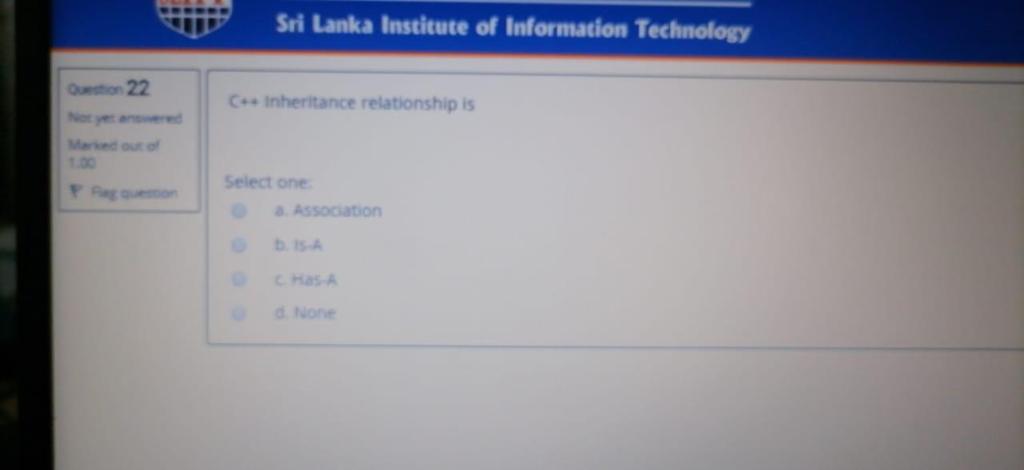 Sri Lanka Institute of Information Technology
Question 22
Not yet answered
Marked out of
1.00
Flag question
C++ Inheritance relationship is
Select one:
a. Association
b. Is-A
c. Has-A
d. None